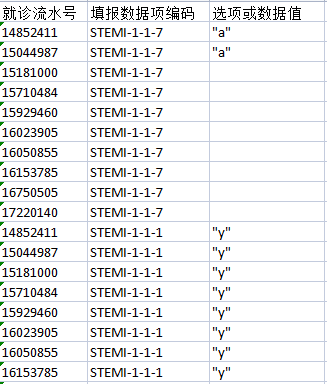 就诊流水号 填报数据项编码 选项或数据值
14852411 STEMI-1-1-7 "a"
15044987 STEMI-1-1-7 "a"
15181000 STEMI-1-1-7
15710484 STEMI-1-1-7
15929460 STEMI-1-1-7
16023905 STEMI-1-1-7
16050855 STEMI-1-1-7
16153785 STEMI-1-1-7
16750505 STEMI-1-1-7
17220140 STEMI-1-1-7
14852411 STEMI-1-1-1 "y"
15044987 STEMI-1-1-1 "y"
15181000 STEMI-1-1-1 "y"
15710484 STEMI-1-1-1 "y"
15929460 STEMI-1-1-1 "y"
16023905 STEMI-1-1-1 "y"
16050855 STEMI-1-1-1 "y"
16153785 STEMI-1-1-1 "y"